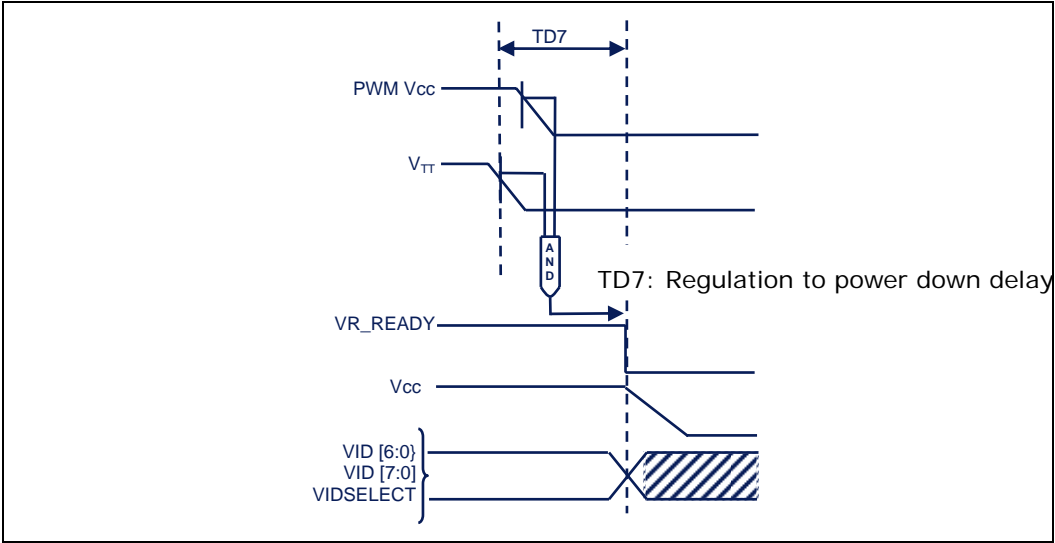 TD7
PWM Vcc
VTT
AND
TD7: Regulation to power down delay
VR_READY
Vcc
VID [6:0}
VID [7:0]
VIDSELECT